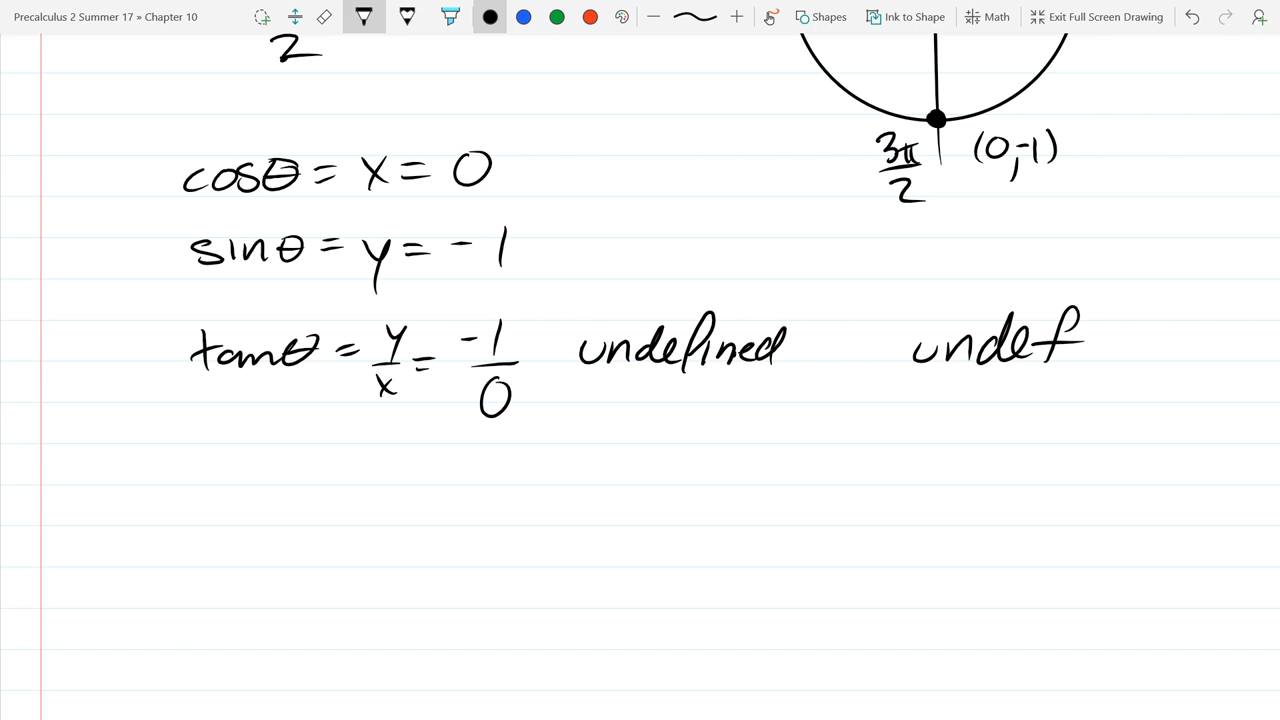 Precalculus 2 Summer 17 » Chapter 10
Shapes
Ink to Shape
Math
Exit Full Screen Drawing
2
3π/2 (0,-1)
cosθ = x = 0
sinθ = y = -1
tanθ = y/x = -1/0 undefined undef